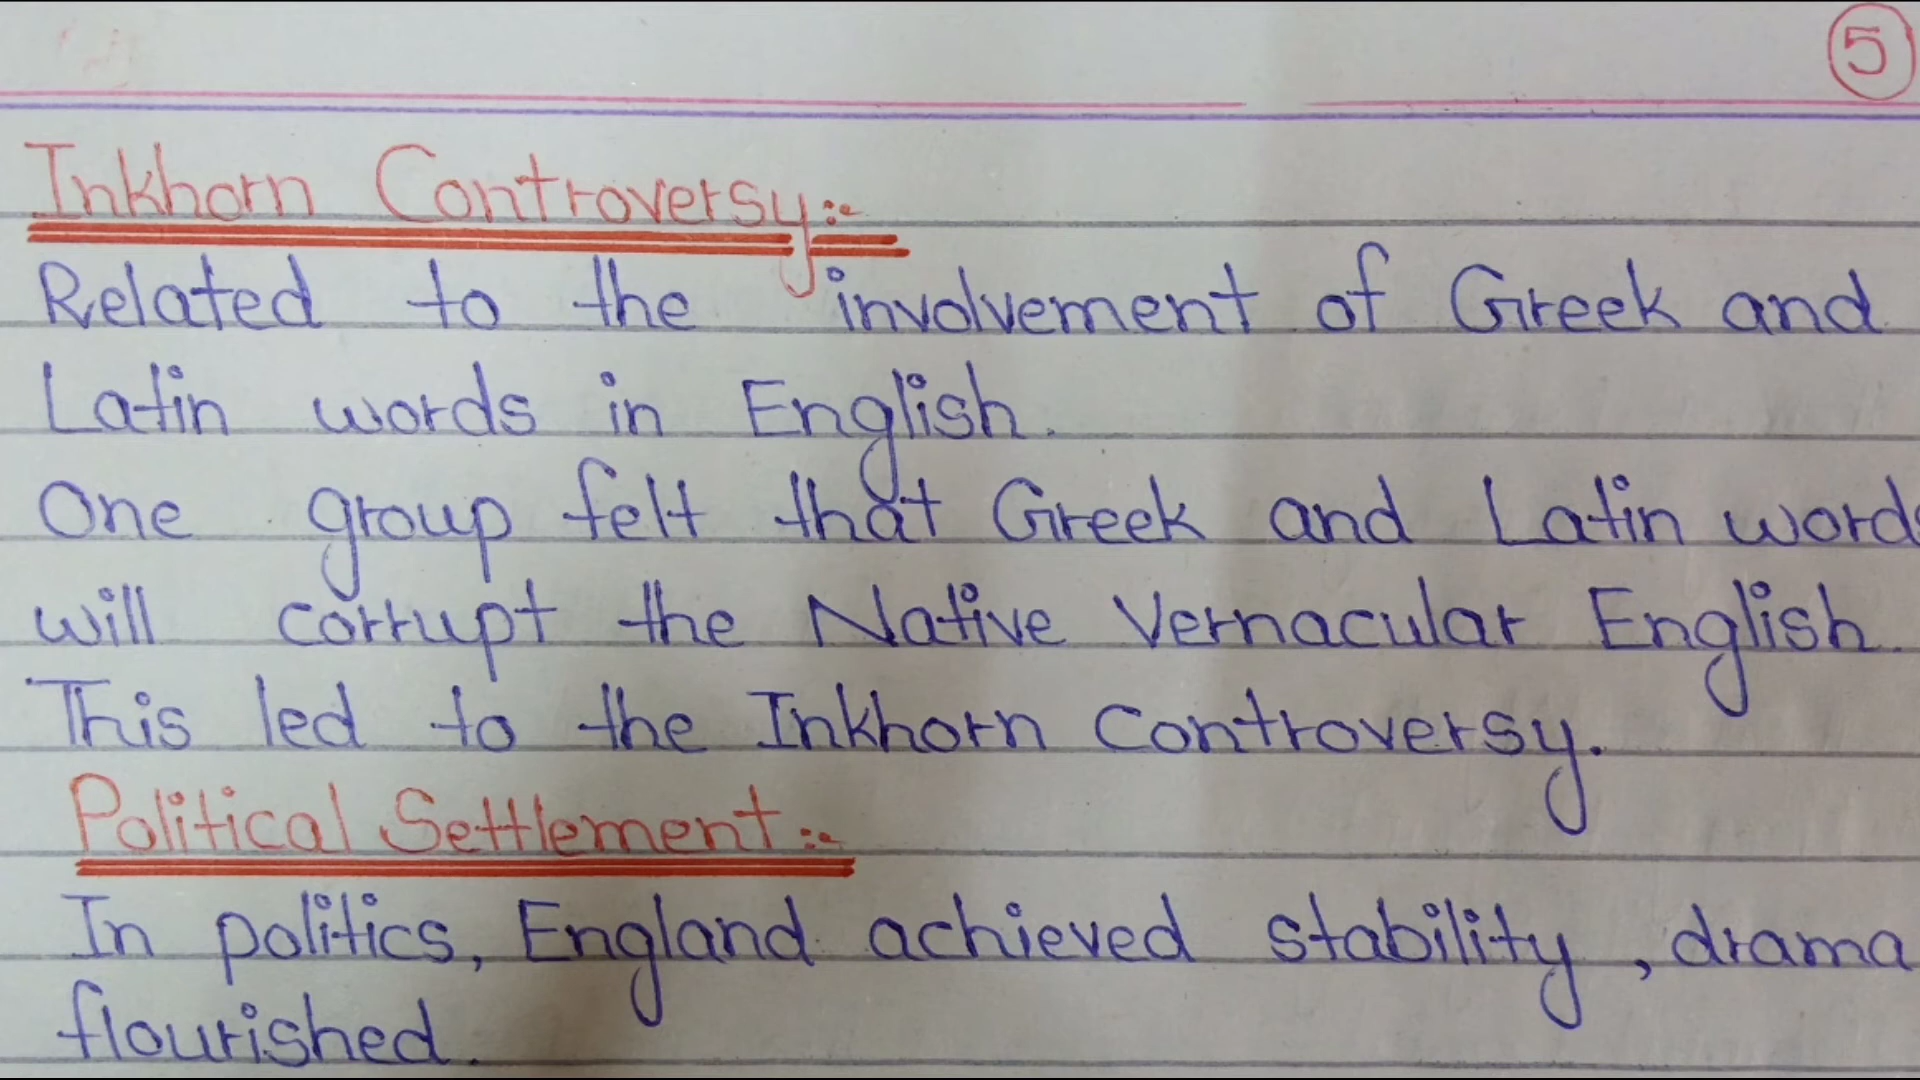 5
Inkhorn Controversy:-
Related to the involvement of Greek and
Latin words in English.
One group felt that Greek and Latin words
will corrupt the Native Vernacular English.
This led to the Inkhorn Controversy.
Political Settlement:-
In politics, England achieved stability, drama
flourished.